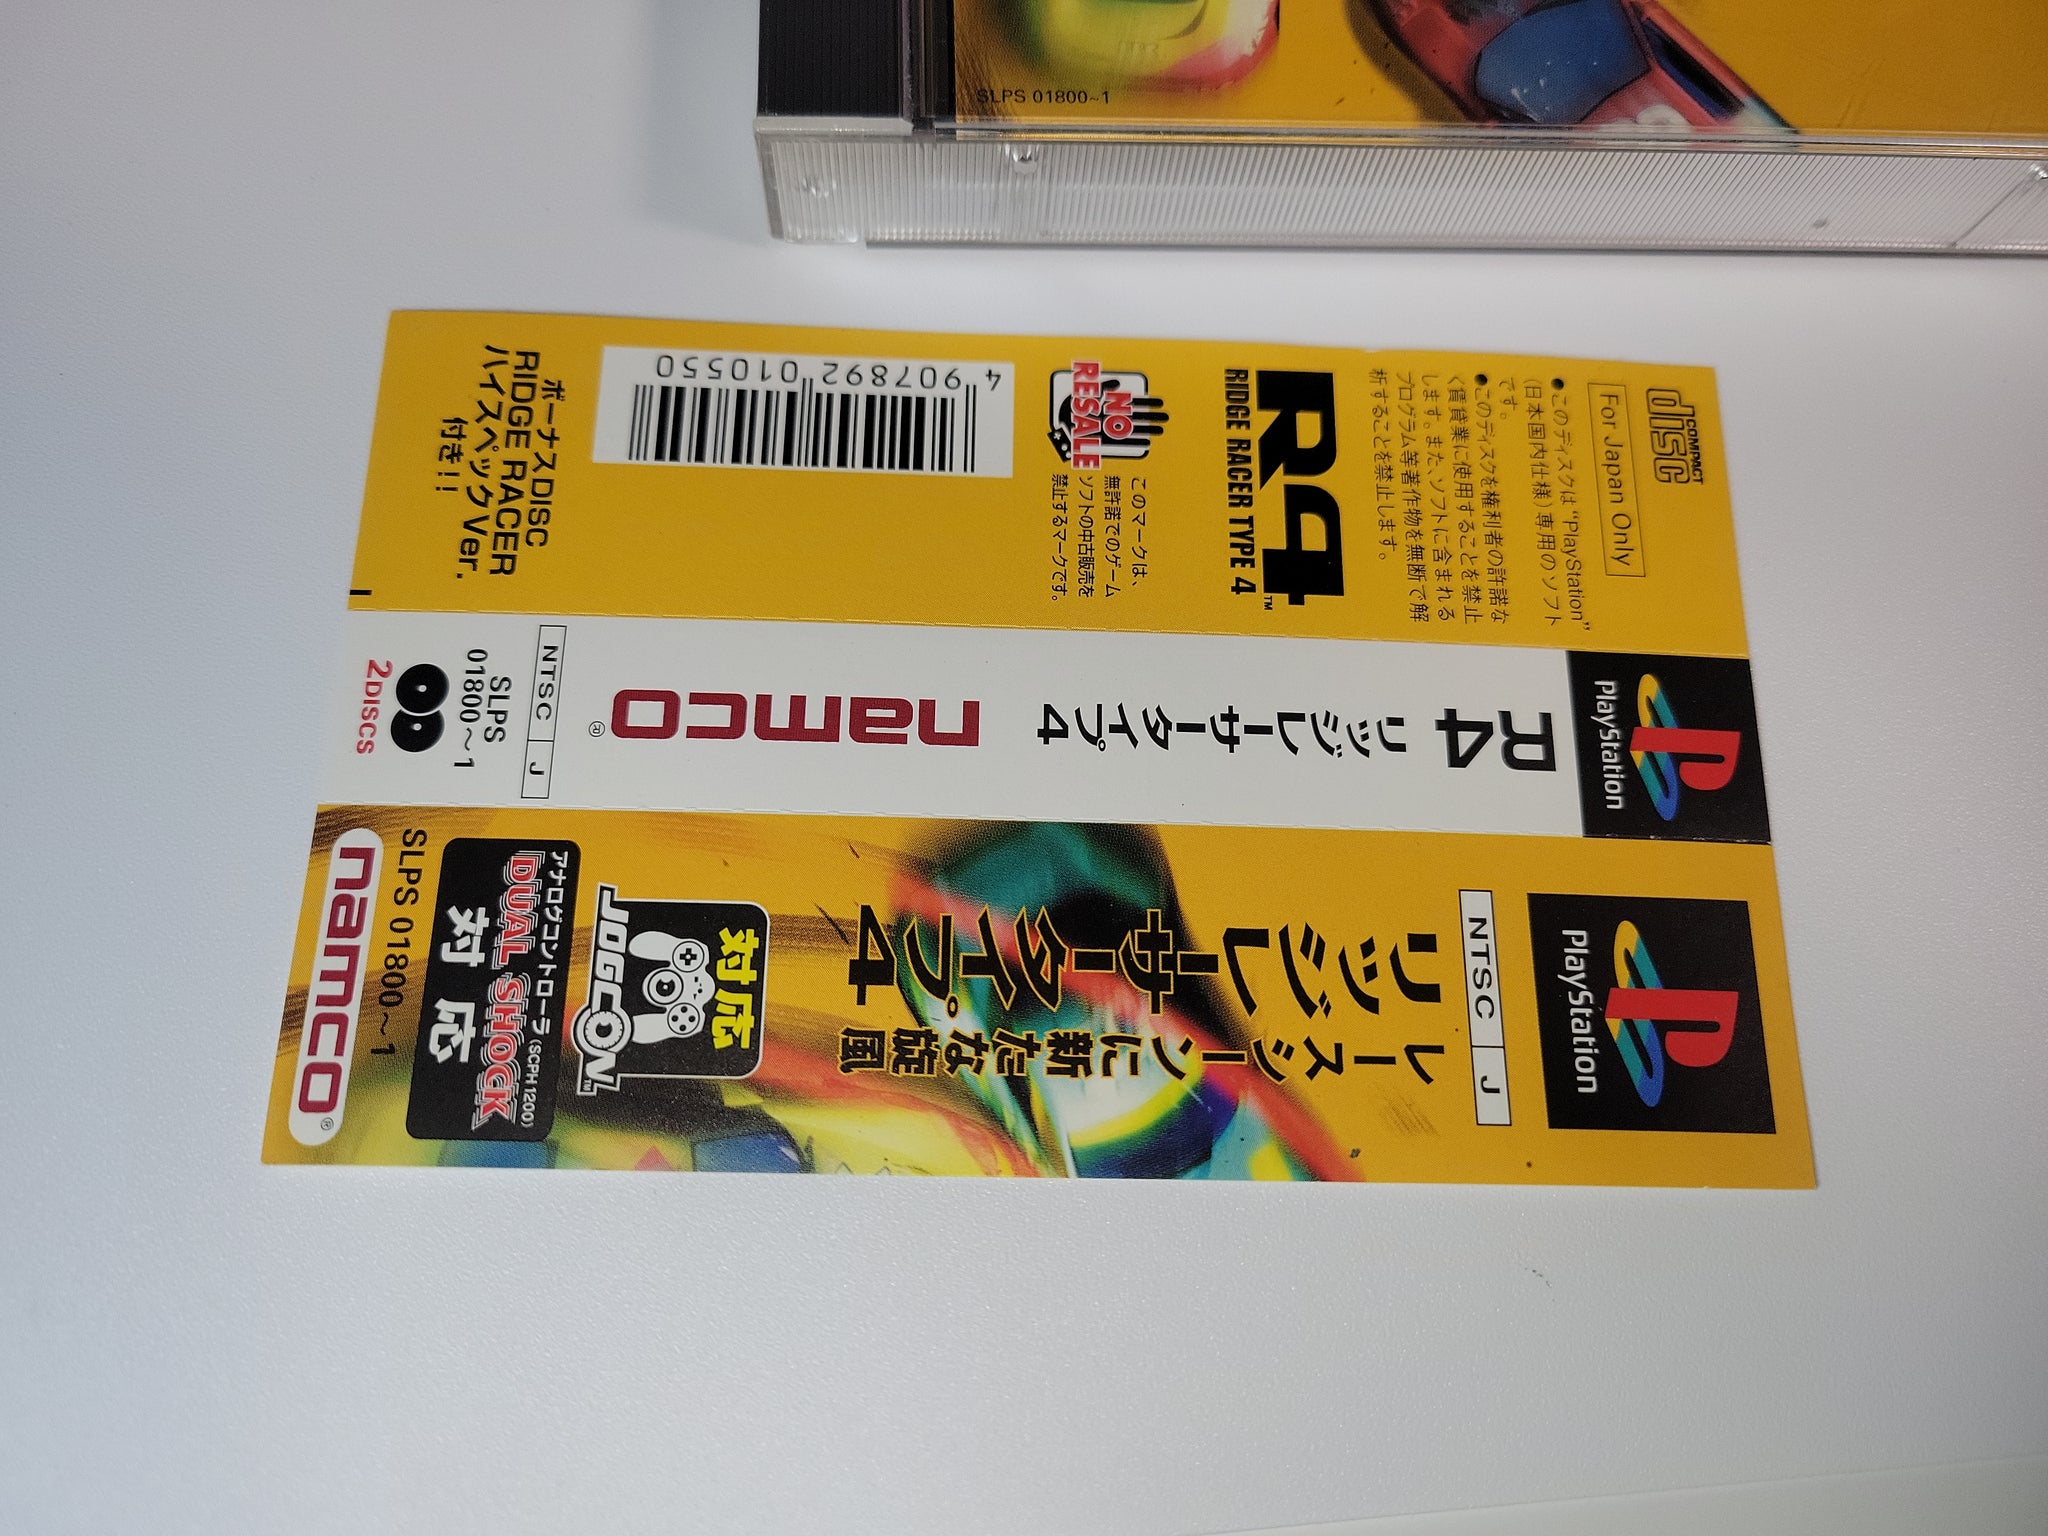 SLPS 01800~1
COMPACT
disc
For Japan Only
●このディスクは“PlayStation”
(日本国内仕様)専用のソフト
です。
●このディスクを権利者の許諾な
く賃貸業に使用することを禁止
します。また、ソフトに含まれる
プログラム等著作物を無断で解
析することを禁止します。
R4
RIDGE RACER TYPE 4™
NO
RESALE
このマークは、
無許諾でのゲーム
ソフトの中古販売を
禁止するマークです。
4 907892 010550
ボーナスDISC
RIDGE RACER
ハイスペックVer.
付き!!
PlayStation
R4
リッジレーサータイプ4
namco®
NTSC J
SLPS
01800~1
2DISCS
PlayStation
NTSC J
リッジレーサータイプ4
レースシーンに新たな旋風
対応
JOGCON™
アナログコントローラ(SCPH1200)
DUAL SHOCK
対応
SLPS 01800~1
namco®